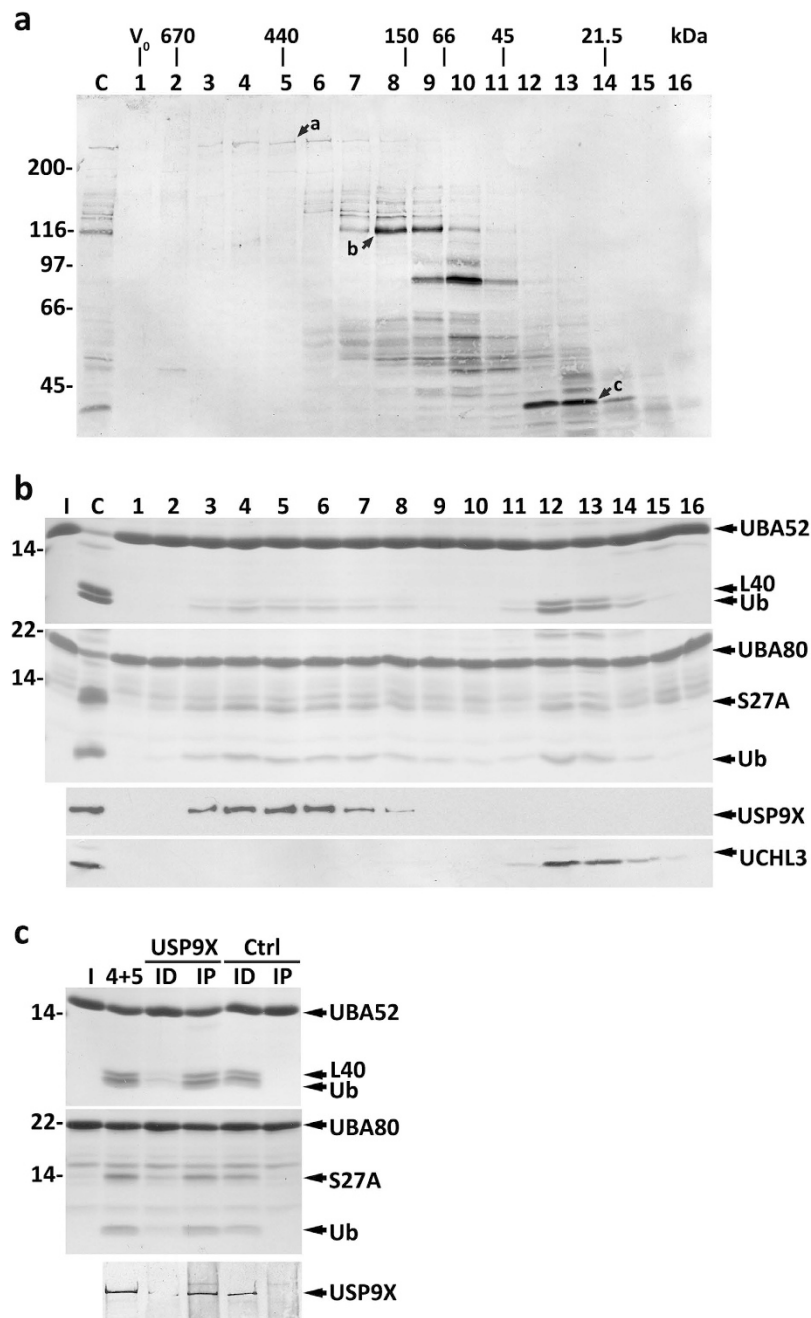 a
V0 670 440 150 66 45 21.5 kDa
C 1 2 3 4 5 6 7 8 9 10 11 12 13 14 15 16
a
200-
b
116-
97-
66-
45-
c
b
I C 1 2 3 4 5 6 7 8 9 10 11 12 13 14 15 16
UBA52
14-
L40
Ub
22-
UBA80
14-
S27A
Ub
USP9X
UCHL3
c
USP9X Ctrl
I 4+5 ID IP ID IP
14- UBA52
L40
Ub
22- UBA80
14- S27A
Ub
USP9X